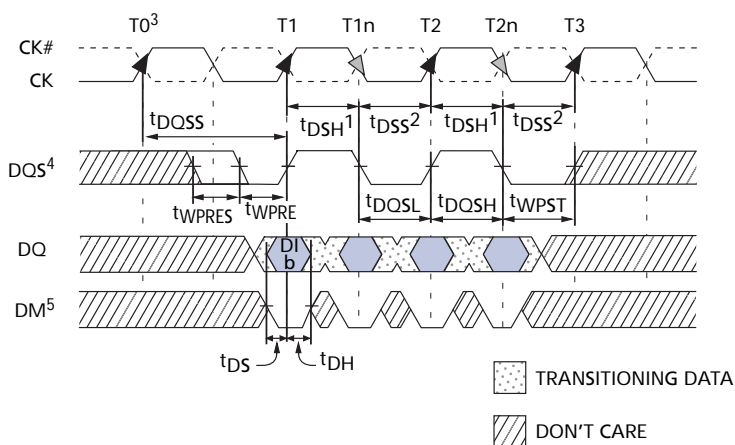 T0³ T1 T1n T2 T2n T3
CK#
CK
tDQSS
tDSH¹ tDSS² tDSH¹ tDSS²
DQS⁴
tWPRES tWPRE tDQSL tDQSH tWPST
DQ
DI
b
DM⁵
tDS tDH
TRANSITIONING DATA
DON'T CARE